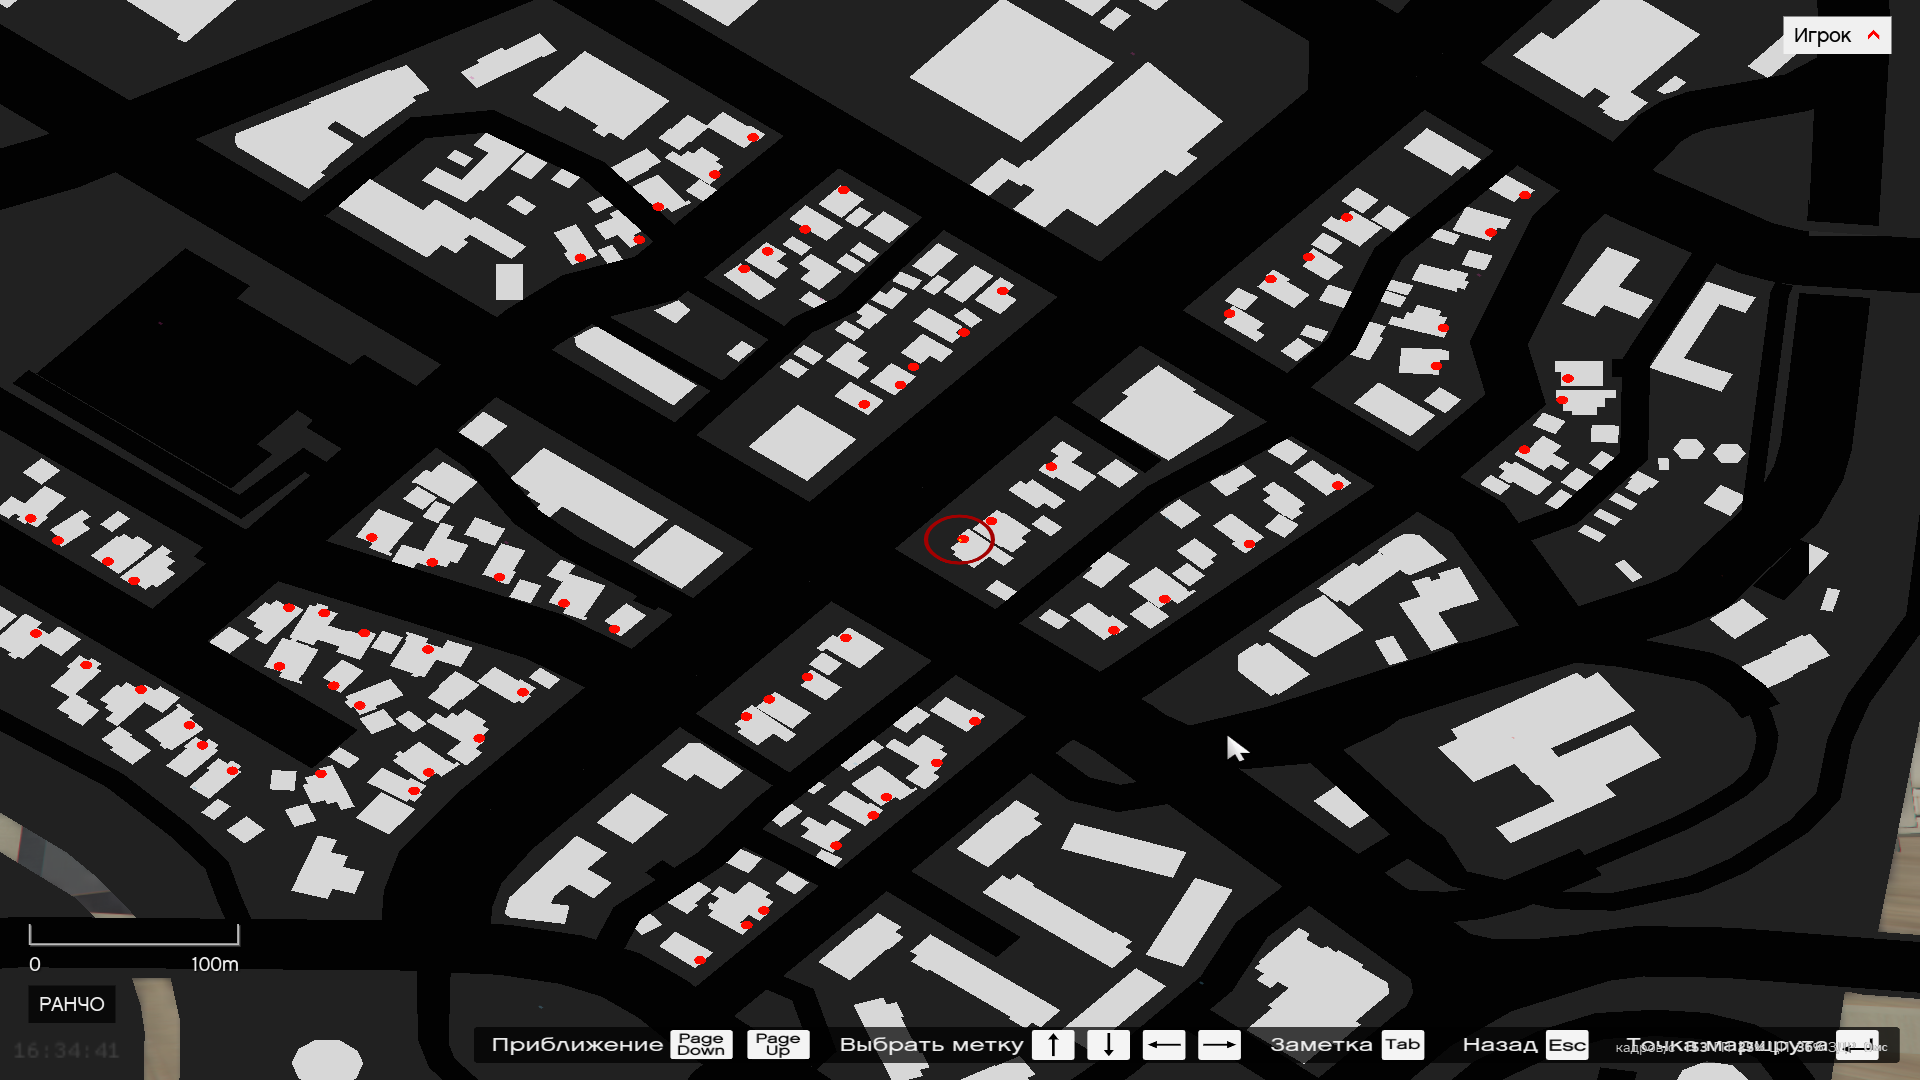 Игрок
0 100m
РАНЧО
16:34:41
Приближение Page Down Page Up Выбрать метку ↑ ↓ ← → Заметка Tab Назад Esc Точка маршрута
кадров/с